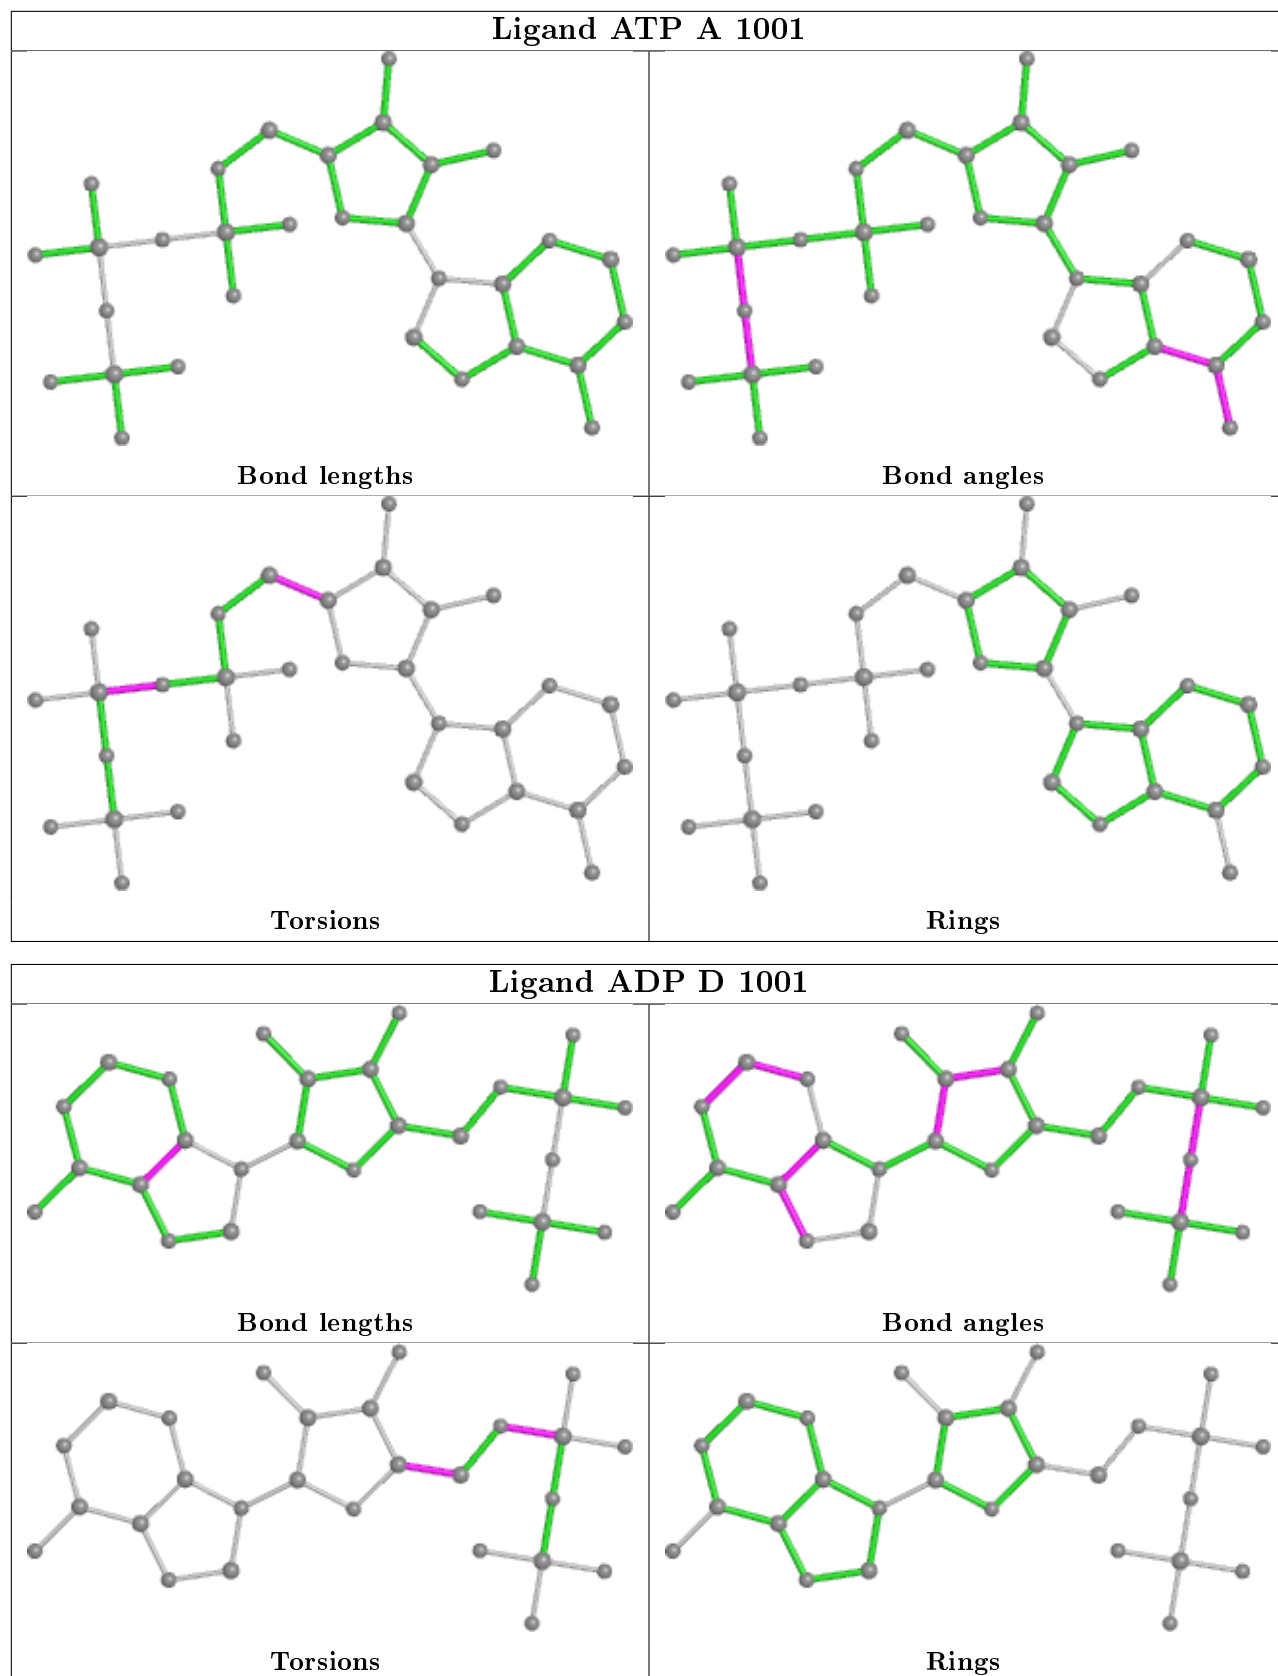 Ligand ATP A 1001
Bond lengths
Bond angles
Torsions
Rings
Ligand ADP D 1001
Bond lengths
Bond angles
Torsions
Rings